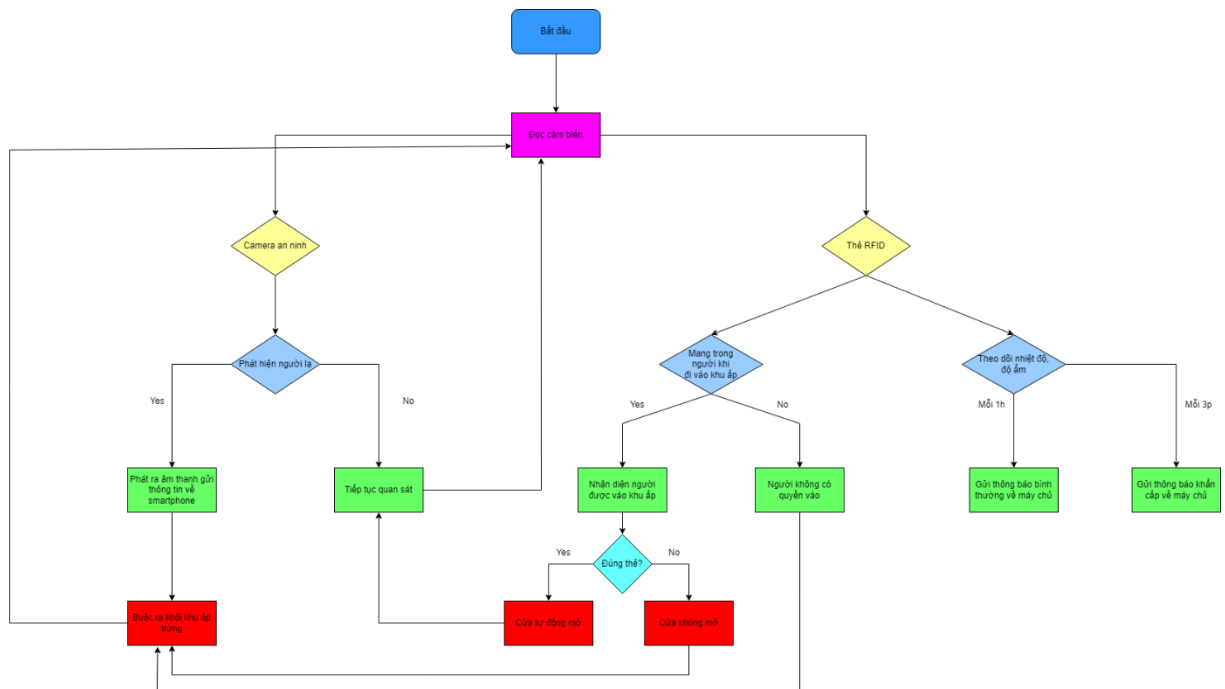 Bắt đầu
Đọc cảm biến
Camera an ninh
Thẻ RFID
Phát hiện người lạ
Mang trong
người khi
đi vào khu ấp
Theo dõi nhiệt độ,
độ ẩm
Yes
No
Yes
No
Mỗi 1h
Mỗi 3p
Phát ra âm thanh gửi
thông tin về
smartphone
Tiếp tục quan sát
Nhận diện người
được vào khu ấp
Người không có
quyền vào
Gửi thông báo bình
thường về máy chủ
Gửi thông báo khẩn
cấp về máy chủ
Yes
No
Đúng thẻ?
Buộc ra khỏi khu ấp
trứng
Cửa tự động mở
Cửa không mở